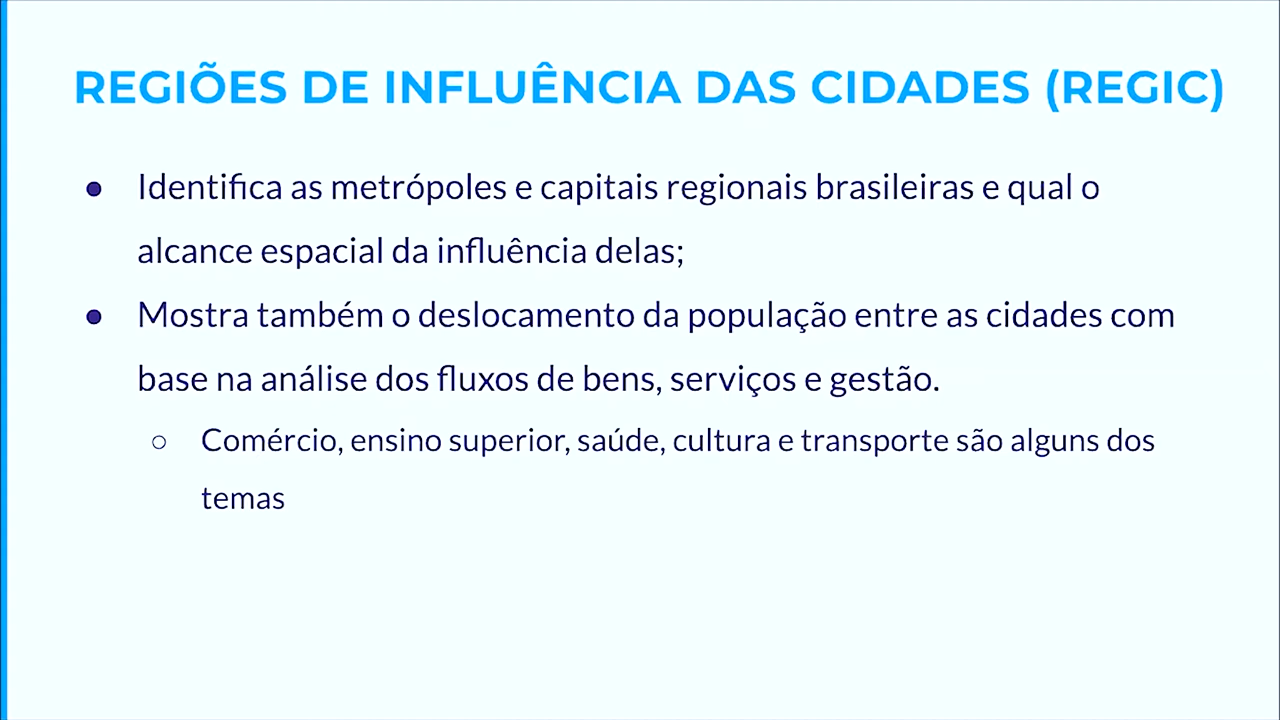 REGIÕES DE INFLUÊNCIA DAS CIDADES (REGIC)
● Identifica as metrópoles e capitais regionais brasileiras e qual o
alcance espacial da influência delas;
● Mostra também o deslocamento da população entre as cidades com
base na análise dos fluxos de bens, serviços e gestão.
○ Comércio, ensino superior, saúde, cultura e transporte são alguns dos
temas